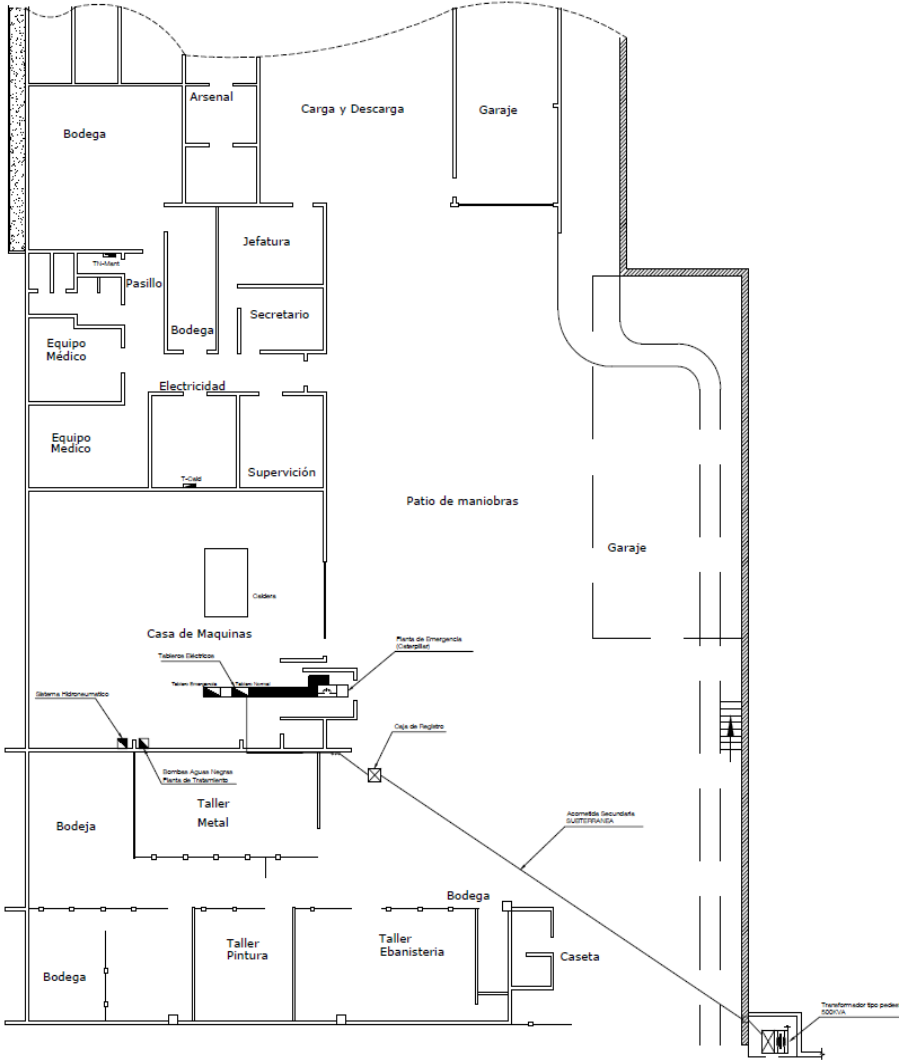 Arsenal
Carga y Descarga
Garaje
Bodega
Jefatura
TN-Mant
Pasillo
Secretario
Bodega
Equipo
Médico
Electricidad
Equipo
Medico
Supervición
T-Cald
Patio de maniobras
Garaje
Caldera
Casa de Maquinas
Planta de Emergencia
(Caterpillar)
Tableros Eléctricos
Tablero Emergencia
Tablero Normal
Sistema Hidroneumatico
Caja de Registro
Bombas Aguas Negras
Planta de Tratamiento
Taller
Metal
Bodeja
Acometida Secundaria
SUBTERRANEA
Bodega
Taller
Pintura
Taller
Ebanisteria
Caseta
Bodega
Transformador tipo pedes
500KVA